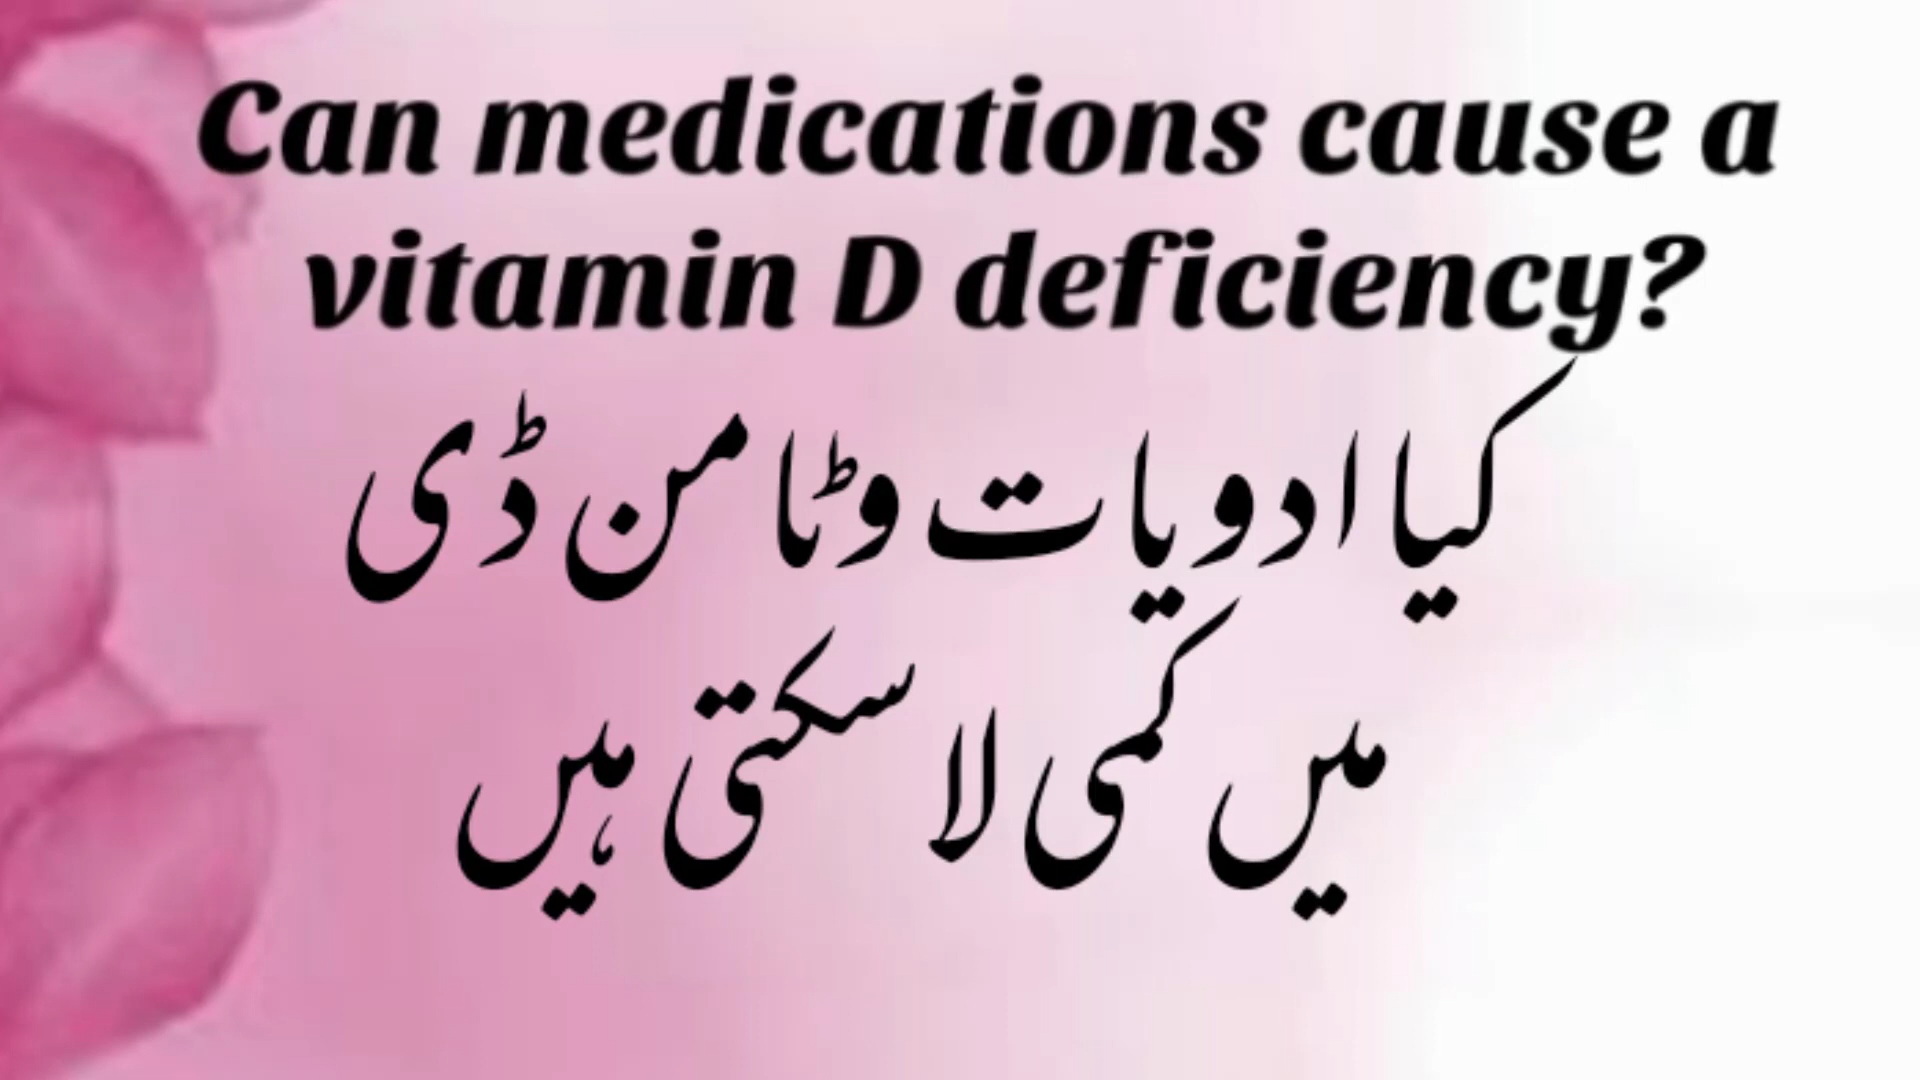 Can medications cause a
vitamin D deficiency?
کیا ادویات وٹامن ڈی
میں کمی لا سکتی ہیں